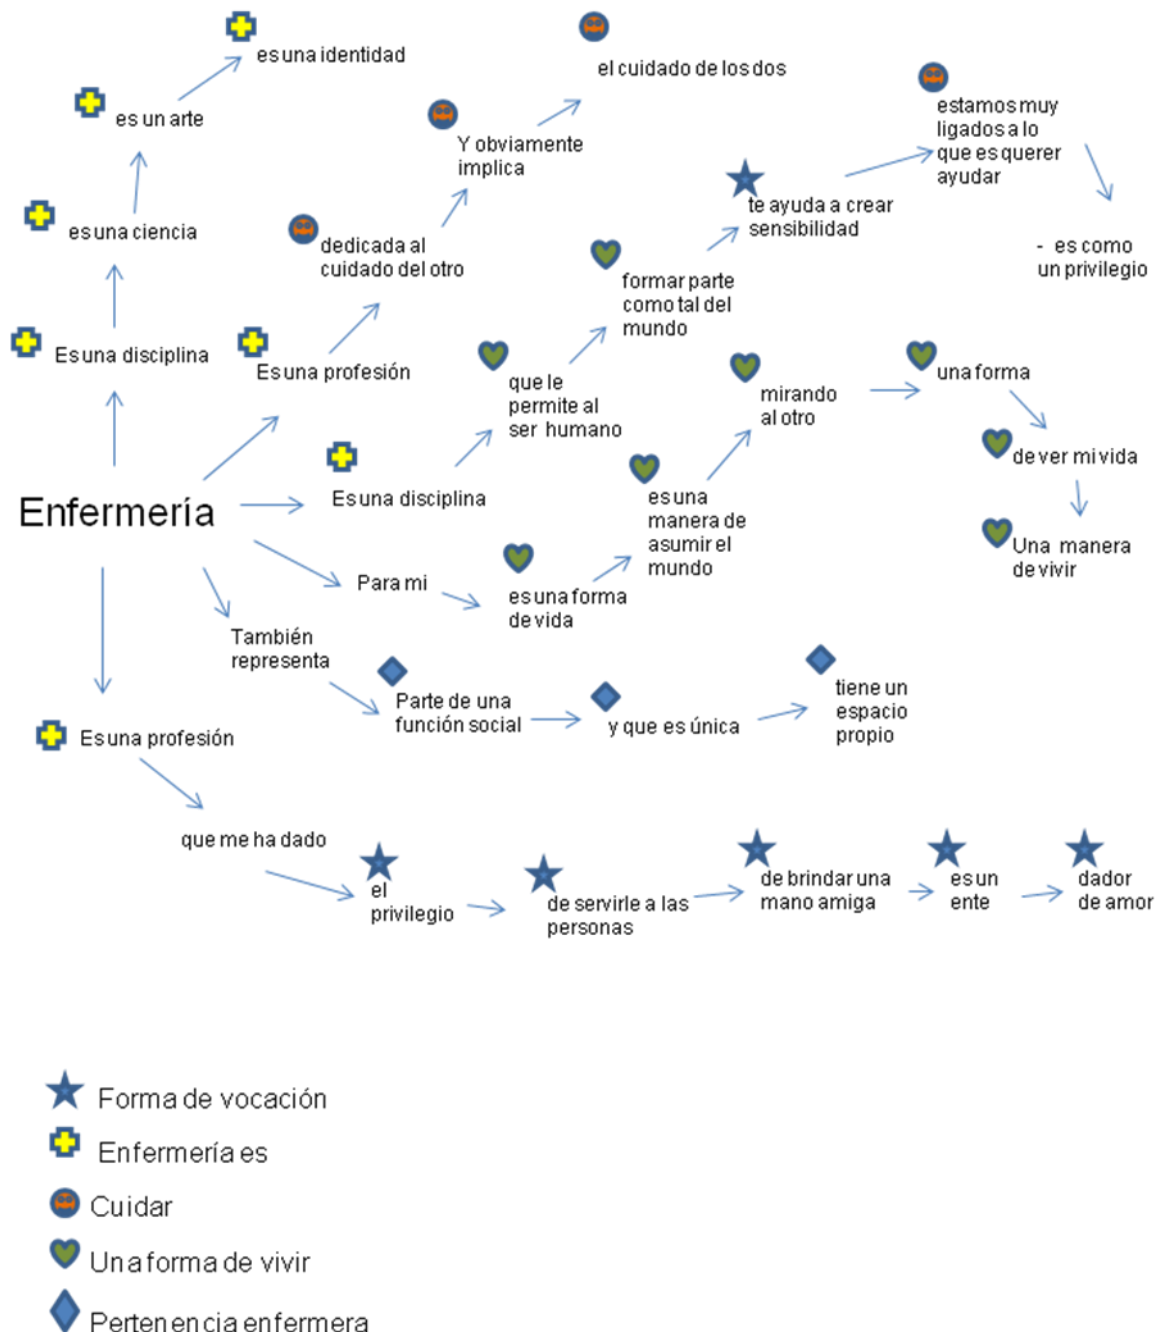 es una identidad
el cuidado de los dos
es un arte
Y obviamente
implica
estamos muy
ligados a lo
que es querer
ayudar
es una ciencia
dedicada al
cuidado del otro
te ayuda a crear
sensibilidad
- es como
un privilegio
formar parte
como tal del
mundo
Es una disciplina
Es una profesión
que le
permite al
ser humano
mirando
al otro
una forma
de ver mi vida
Es una disciplina
Enfermería
es una
manera de
asumir el
mundo
Una manera
de vivir
Para mi
es una forma
de vida
También
representa
Parte de una
función social
y que es única
tiene un
espacio
propio
Es una profesión
que me ha dado
el
privilegio
de servirle a las
personas
de brindar una
mano amiga
es un
ente
dador
de amor
Forma de vocación
Enfermería es
Cuidar
Una forma de vivir
Pertenencia enfermera